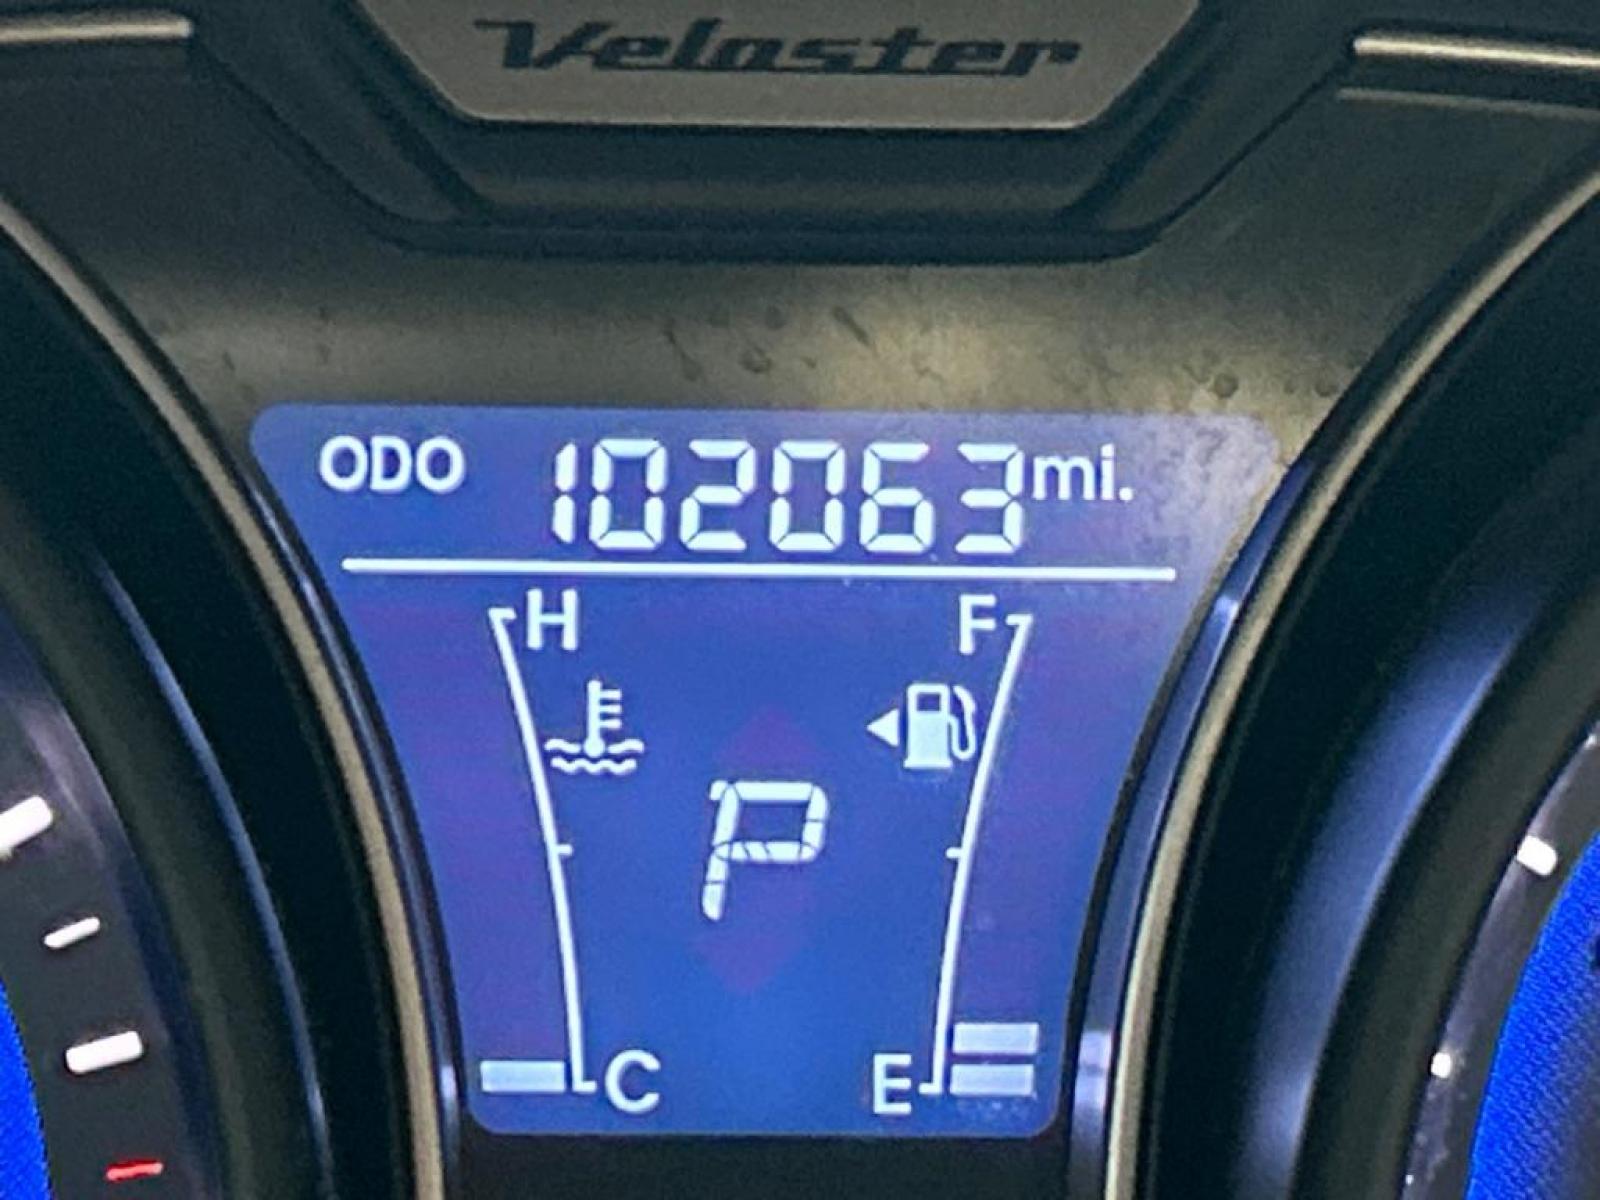 Veloster
ODO 102063 mi.
H F
P
C E